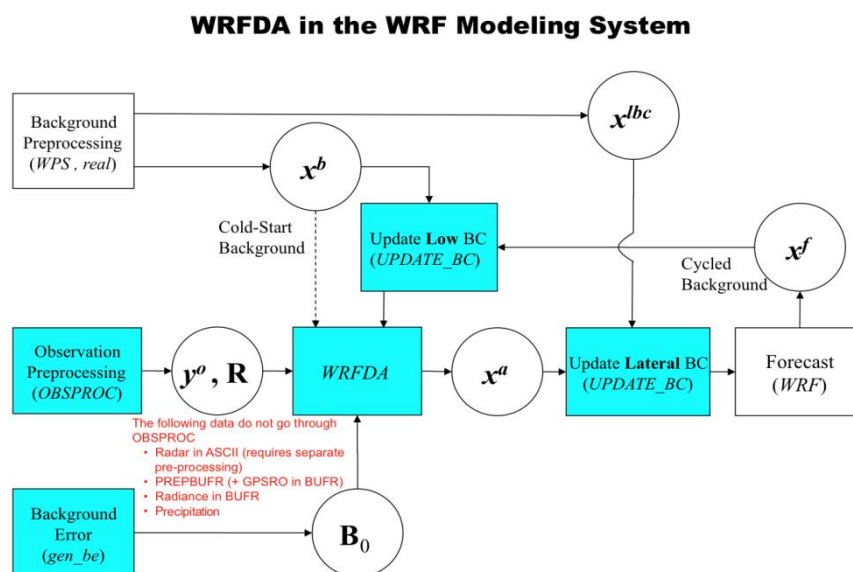 WRFDA in the WRF Modeling System
Background
Preprocessing
(WPS , real)
x^b
x^lbc
Cold-Start
Background
Update Low BC
(UPDATE_BC)
Cycled
Background
x^f
Observation
Preprocessing
(OBSPROC)
y^o , R
WRFDA
x^a
Update Lateral BC
(UPDATE_BC)
Forecast
(WRF)
The following data do not go through
OBSPROC
• Radar in ASCII (requires separate
pre-processing)
• PREPBUFR (+ GPSRO in BUFR)
• Radiance in BUFR
• Precipitation
Background
Error
(gen_be)
B₀